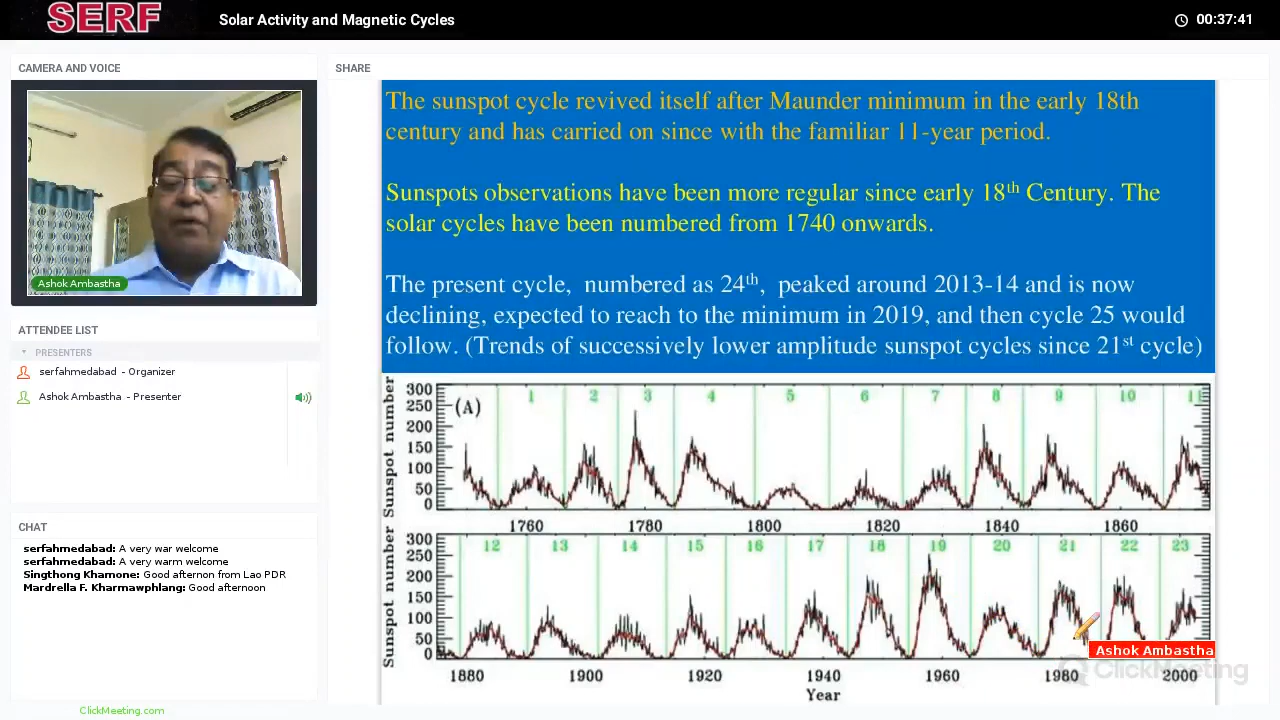 SERF
Solar Activity and Magnetic Cycles
00:37:41
CAMERA AND VOICE
Ashok Ambastha
ATTENDEE LIST
PRESENTERS
serfahmedabad - Organizer
Ashok Ambastha - Presenter
CHAT
serfahmedabad: A very war welcome
serfahmedabad: A very warm welcome
Singthong Khamone: Good afternon from Lao PDR
Mardrella F. Kharmawphlang: Good afternoon
ClickMeeting.com
SHARE
The sunspot cycle revived itself after Maunder minimum in the early 18th
century and has carried on since with the familiar 11-year period.
Sunspots observations have been more regular since early 18th Century. The
solar cycles have been numbered from 1740 onwards.
The present cycle, numbered as 24th, peaked around 2013-14 and is now
declining, expected to reach to the minimum in 2019, and then cycle 25 would
follow. (Trends of successively lower amplitude sunspot cycles since 21st cycle)
Sunspot number
300
250
200
150
100
50
0
(A)
1 2 3 4 5 6 7 8 9 10 11
1760 1780 1800 1820 1840 1860
Sunspot number
300
250
200
150
100
50
0
12 13 14 15 16 17 18 19 20 21 22 23
Ashok Ambastha
ClickMeeting
1880 1900 1920 1940 1960 1980 2000
Year